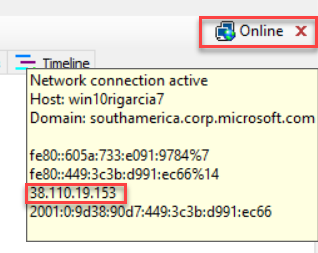 Online
Timeline
Network connection active
Host: win10rigarcia7
Domain: southamerica.corp.microsoft.com
fe80::605a:733:e091:9784%7
fe80::449:3c3b:d991:ec66%14
38.110.19.153
2001:0:9d38:90d7:449:3c3b:d991:ec66